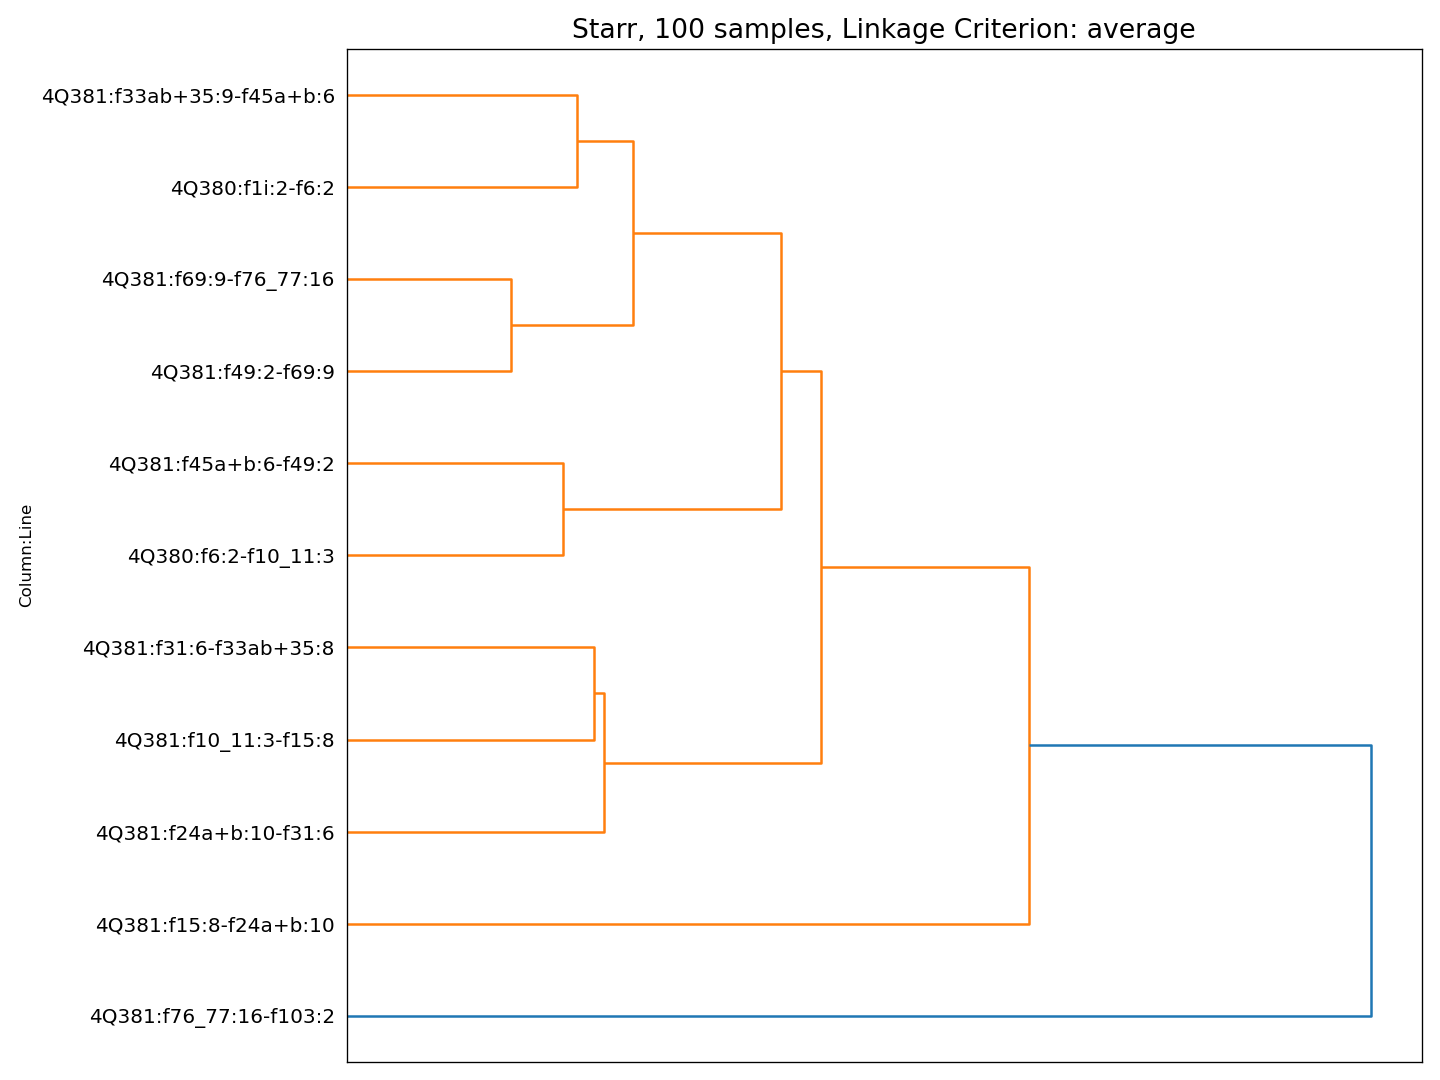 Starr, 100 samples, Linkage Criterion: average
4Q381:f33ab+35:9-f45a+b:6
4Q380:f1i:2-f6:2
4Q381:f69:9-f76_77:16
4Q381:f49:2-f69:9
4Q381:f45a+b:6-f49:2
4Q380:f6:2-f10_11:3
4Q381:f31:6-f33ab+35:8
4Q381:f10_11:3-f15:8
4Q381:f24a+b:10-f31:6
4Q381:f15:8-f24a+b:10
4Q381:f76_77:16-f103:2
Column:Line